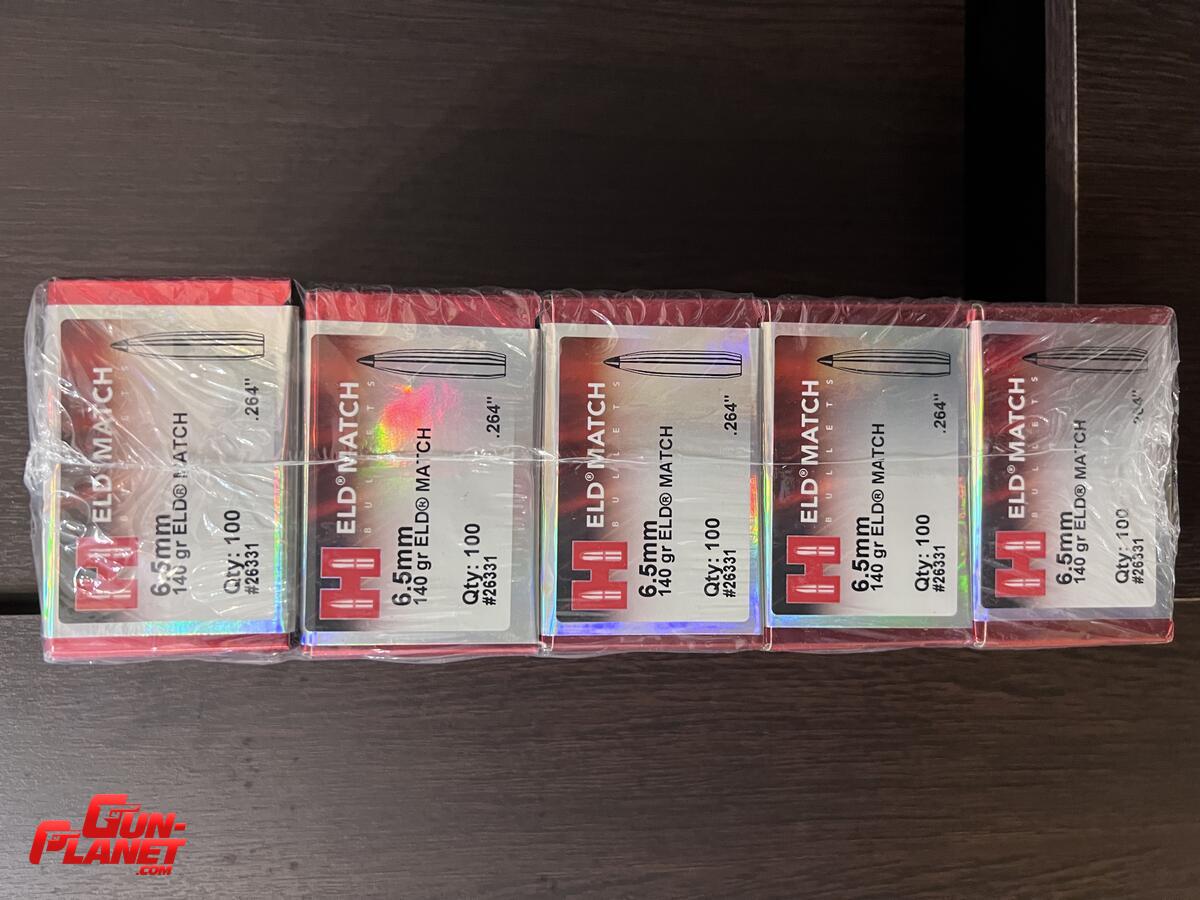 ELD® MATCH
BULLETS
6.5mm
140 gr ELD® MATCH
.264"
Qty: 100
#26331
ELD® MATCH
BULLETS
6.5mm
140 gr ELD® MATCH
.264"
Qty: 100
#26331
ELD® MATCH
BULLETS
6.5mm
140 gr ELD® MATCH
.264"
Qty: 100
#26331
ELD® MATCH
BULLETS
6.5mm
140 gr ELD® MATCH
.264"
Qty: 100
#26331
ELD® MATCH
BULLETS
6.5mm
140 gr ELD® MATCH
.264"
Qty: 100
#26331
GUN-
PLANET
.COM